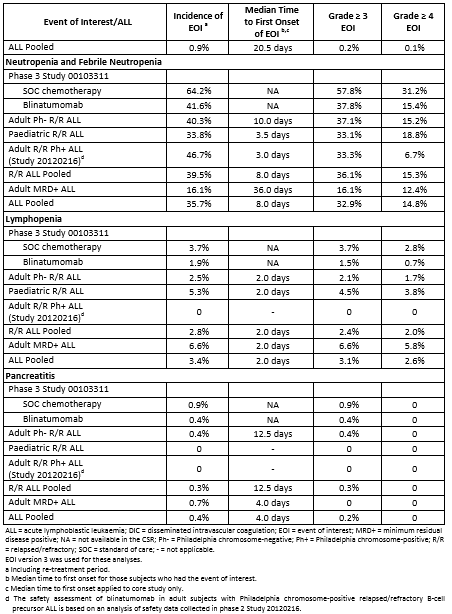 Event of Interest/ALL Incidence of EOI a Median Time to First Onset of EOI b,c Grade ≥ 3 EOI Grade ≥ 4 EOI
ALL Pooled 0.9% 20.5 days 0.2% 0.1%
Neutropenia and Febrile Neutropenia
Phase 3 Study 00103311
SOC chemotherapy 64.2% NA 57.8% 31.2%
Blinatumomab 41.6% NA 37.8% 15.4%
Adult Ph- R/R ALL 40.3% 10.0 days 37.1% 15.2%
Paediatric R/R ALL 33.8% 3.5 days 33.1% 18.8%
Adult R/R Ph+ ALL
(Study 20120216)d 46.7% 3.0 days 33.3% 6.7%
R/R ALL Pooled 39.5% 8.0 days 36.1% 15.3%
Adult MRD+ ALL 16.1% 36.0 days 16.1% 12.4%
ALL Pooled 35.7% 8.0 days 32.9% 14.8%
Lymphopenia
Phase 3 Study 00103311
SOC chemotherapy 3.7% NA 3.7% 2.8%
Blinatumomab 1.9% NA 1.5% 0.7%
Adult Ph- R/R ALL 2.5% 2.0 days 2.1% 1.7%
Paediatric R/R ALL 5.3% 2.0 days 4.5% 3.8%
Adult R/R Ph+ ALL
(Study 20120216)d 0 - 0 0
R/R ALL Pooled 2.8% 2.0 days 2.4% 2.0%
Adult MRD+ ALL 6.6% 2.0 days 6.6% 5.8%
ALL Pooled 3.4% 2.0 days 3.1% 2.6%
Pancreatitis
Phase 3 Study 00103311
SOC chemotherapy 0.9% NA 0.9% 0
Blinatumomab 0.4% NA 0.4% 0
Adult Ph- R/R ALL 0.4% 12.5 days 0.4% 0
Paediatric R/R ALL 0 - 0 0
Adult R/R Ph+ ALL
(Study 20120216)d 0 - 0 0
R/R ALL Pooled 0.3% 12.5 days 0.3% 0
Adult MRD+ ALL 0.7% 4.0 days 0 0
ALL Pooled 0.4% 4.0 days 0.2% 0
ALL = acute lymphoblastic leukaemia; DIC = disseminated intravascular coagulation; EOI = event of interest; MRD+ = minimum residual
disease positive; NA = not available in the CSR; Ph- = Philadelphia chromosome-negative; Ph+ = Philadelphia chromosome-positive; R/R
= relapsed/refractory; SOC = standard of care; - = not applicable.
EOI version 3 was used for these analyses.
a Including re-treatment period.
b Median time to first onset for those subjects who had the event of interest.
c Median time to first onset applied to core study only.
d The safety assessment of blinatumomab in adult subjects with Philadelphia chromosome-positive relapsed/refractory B-cell
precursor ALL is based on an analysis of safety data collected in phase 2 Study 20120216.